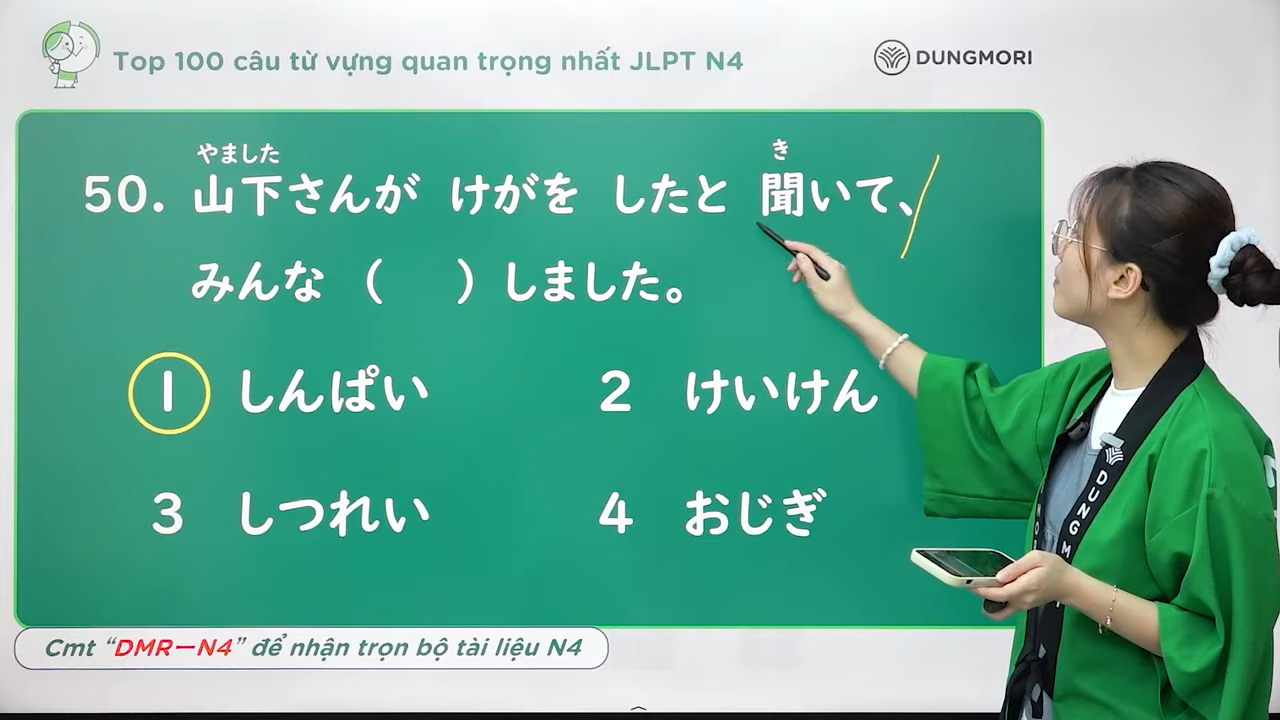 Top 100 câu từ vựng quan trọng nhất JLPT N4
DUNGMORI
やました
き
50. 山下さんが けがを したと 聞いて、
みんな ( ) しました。
1 しんぱい
2 けいけん
3 しつれい
4 おじぎ
Cmt “DMR—N4” để nhận trọn bộ tài liệu N4
DUNGM